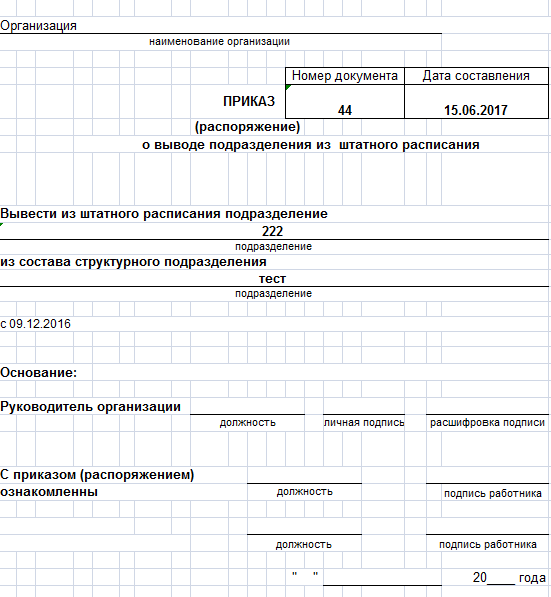 Организация
наименование организации
Номер документа Дата составления
ПРИКАЗ 44 15.06.2017
(распоряжение)
о выводе подразделения из штатного расписания
Вывести из штатного расписания подразделение
222
подразделение
из состава структурного подразделения
тест
подразделение
с 09.12.2016
Основание:
Руководитель организации
должность личная подпись расшифровка подписи
С приказом (распоряжением)
ознакомленны
должность подпись работника
должность подпись работника
" " 20____ года